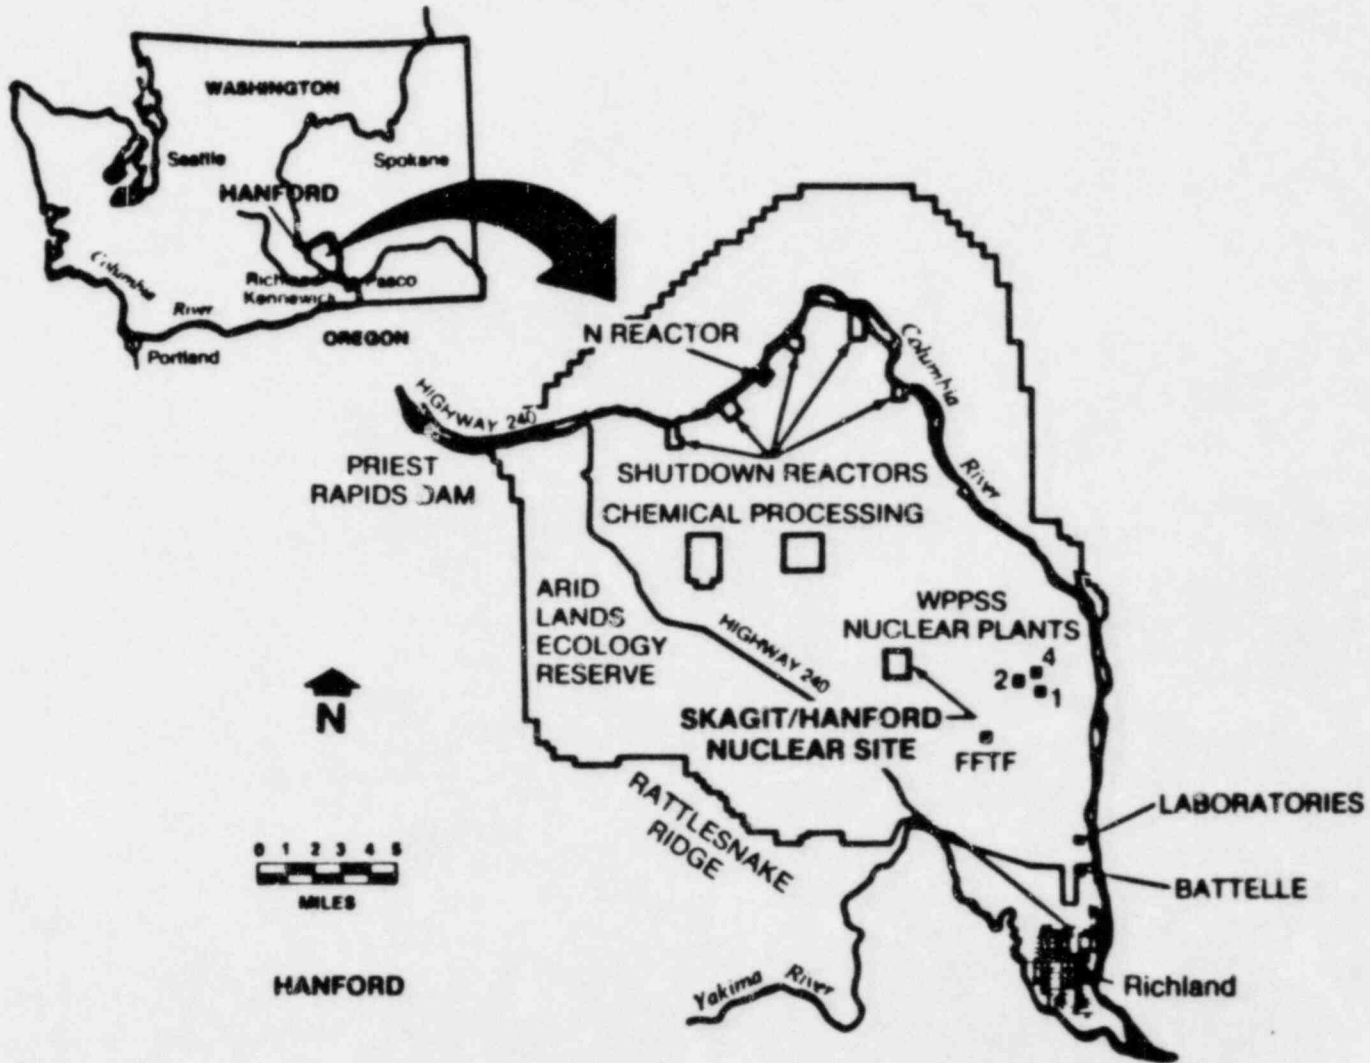 WASHINGTON
Seattle
Spokane
HANFORD
Columbia
River
Pasco
Kennewick
OREGON
Portland
N REACTOR
Columbia
River
HIGHWAY 240
PRIEST
RAPIDS DAM
SHUTDOWN REACTORS
CHEMICAL PROCESSING
ARID
LANDS
ECOLOGY
RESERVE
HIGHWAY 240
WPPSS
NUCLEAR PLANTS
4
2
1
SKAGIT/HANFORD
NUCLEAR SITE
FFTF
N
RATTLESNAKE
RIDGE
LABORATORIES
BATTELLE
0 1 2 3 4 5
MILES
HANFORD
Yakima River
Richland